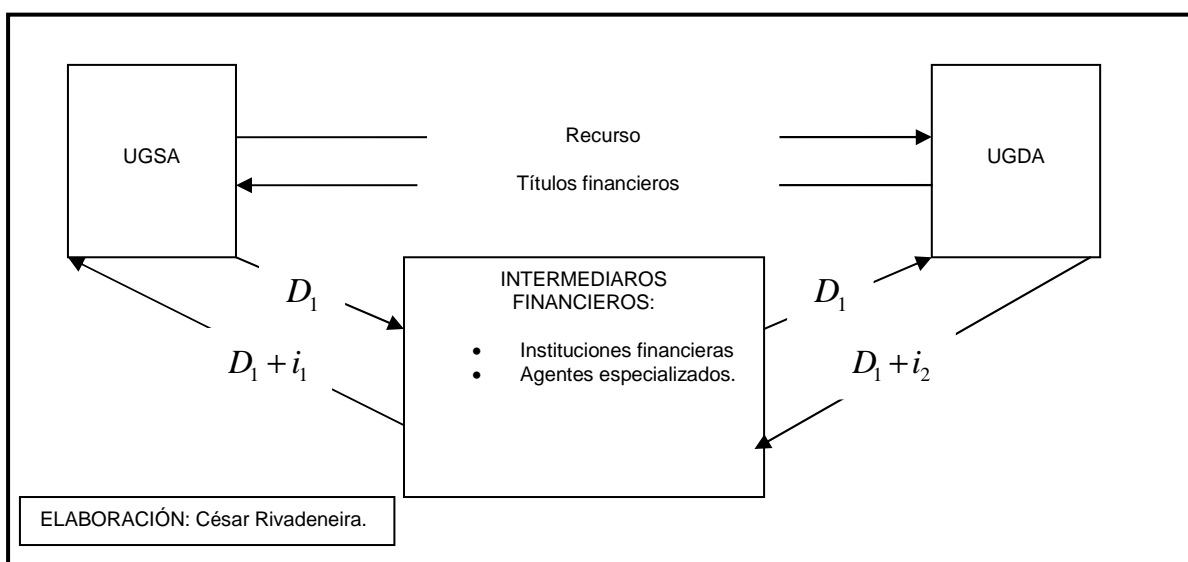 Recurso
UGSA
UGDA
Títulos financieros
INTERMEDIAROS
FINANCIEROS:
• Instituciones financieras
• Agentes especializados.
D₁
D₁
D₁ + i₁
D₁ + i₂
ELABORACIÓN: César Rivadeneira.